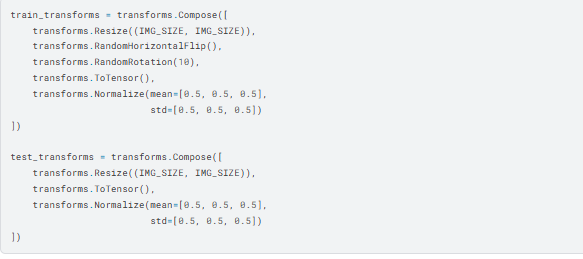 train_transforms = transforms.Compose([
    transforms.Resize((IMG_SIZE, IMG_SIZE)),
    transforms.RandomHorizontalFlip(),
    transforms.RandomRotation(10),
    transforms.ToTensor(),
    transforms.Normalize(mean=[0.5, 0.5, 0.5],
                         std=[0.5, 0.5, 0.5])
])

test_transforms = transforms.Compose([
    transforms.Resize((IMG_SIZE, IMG_SIZE)),
    transforms.ToTensor(),
    transforms.Normalize(mean=[0.5, 0.5, 0.5],
                         std=[0.5, 0.5, 0.5])
])